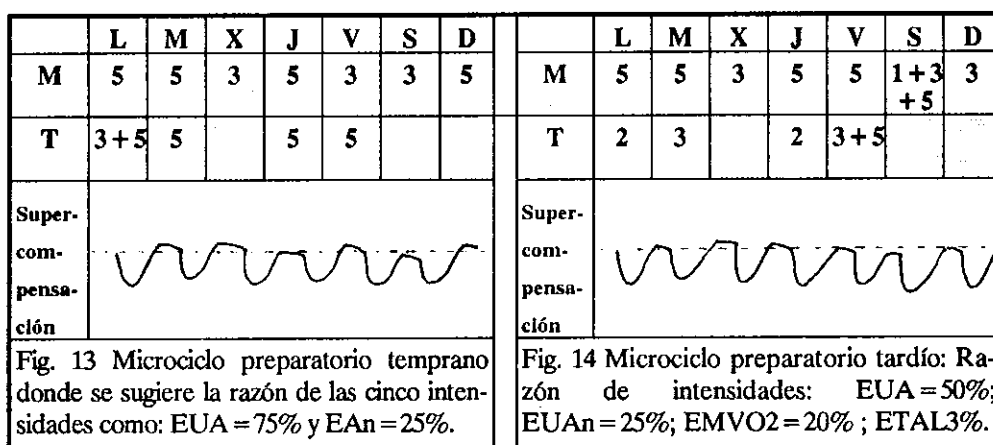 L M X J V S D
M 5 5 3 5 3 3 5
T 3+5 5 5 5
Super-
com-
pensa-
ción
Fig. 13 Microciclo preparatorio temprano
donde se sugiere la razón de las cinco inten-
sidades como: EUA=75% y EAn=25%.
L M X J V S D
M 5 5 3 5 5 1+3 3
+5
T 2 3 2 3+5
Super-
com-
pensa-
ción
Fig. 14 Microciclo preparatorio tardío: Ra-
zón de intensidades: EUA=50%;
EUAn=25%; EMVO2=20% ; ETAL3%.